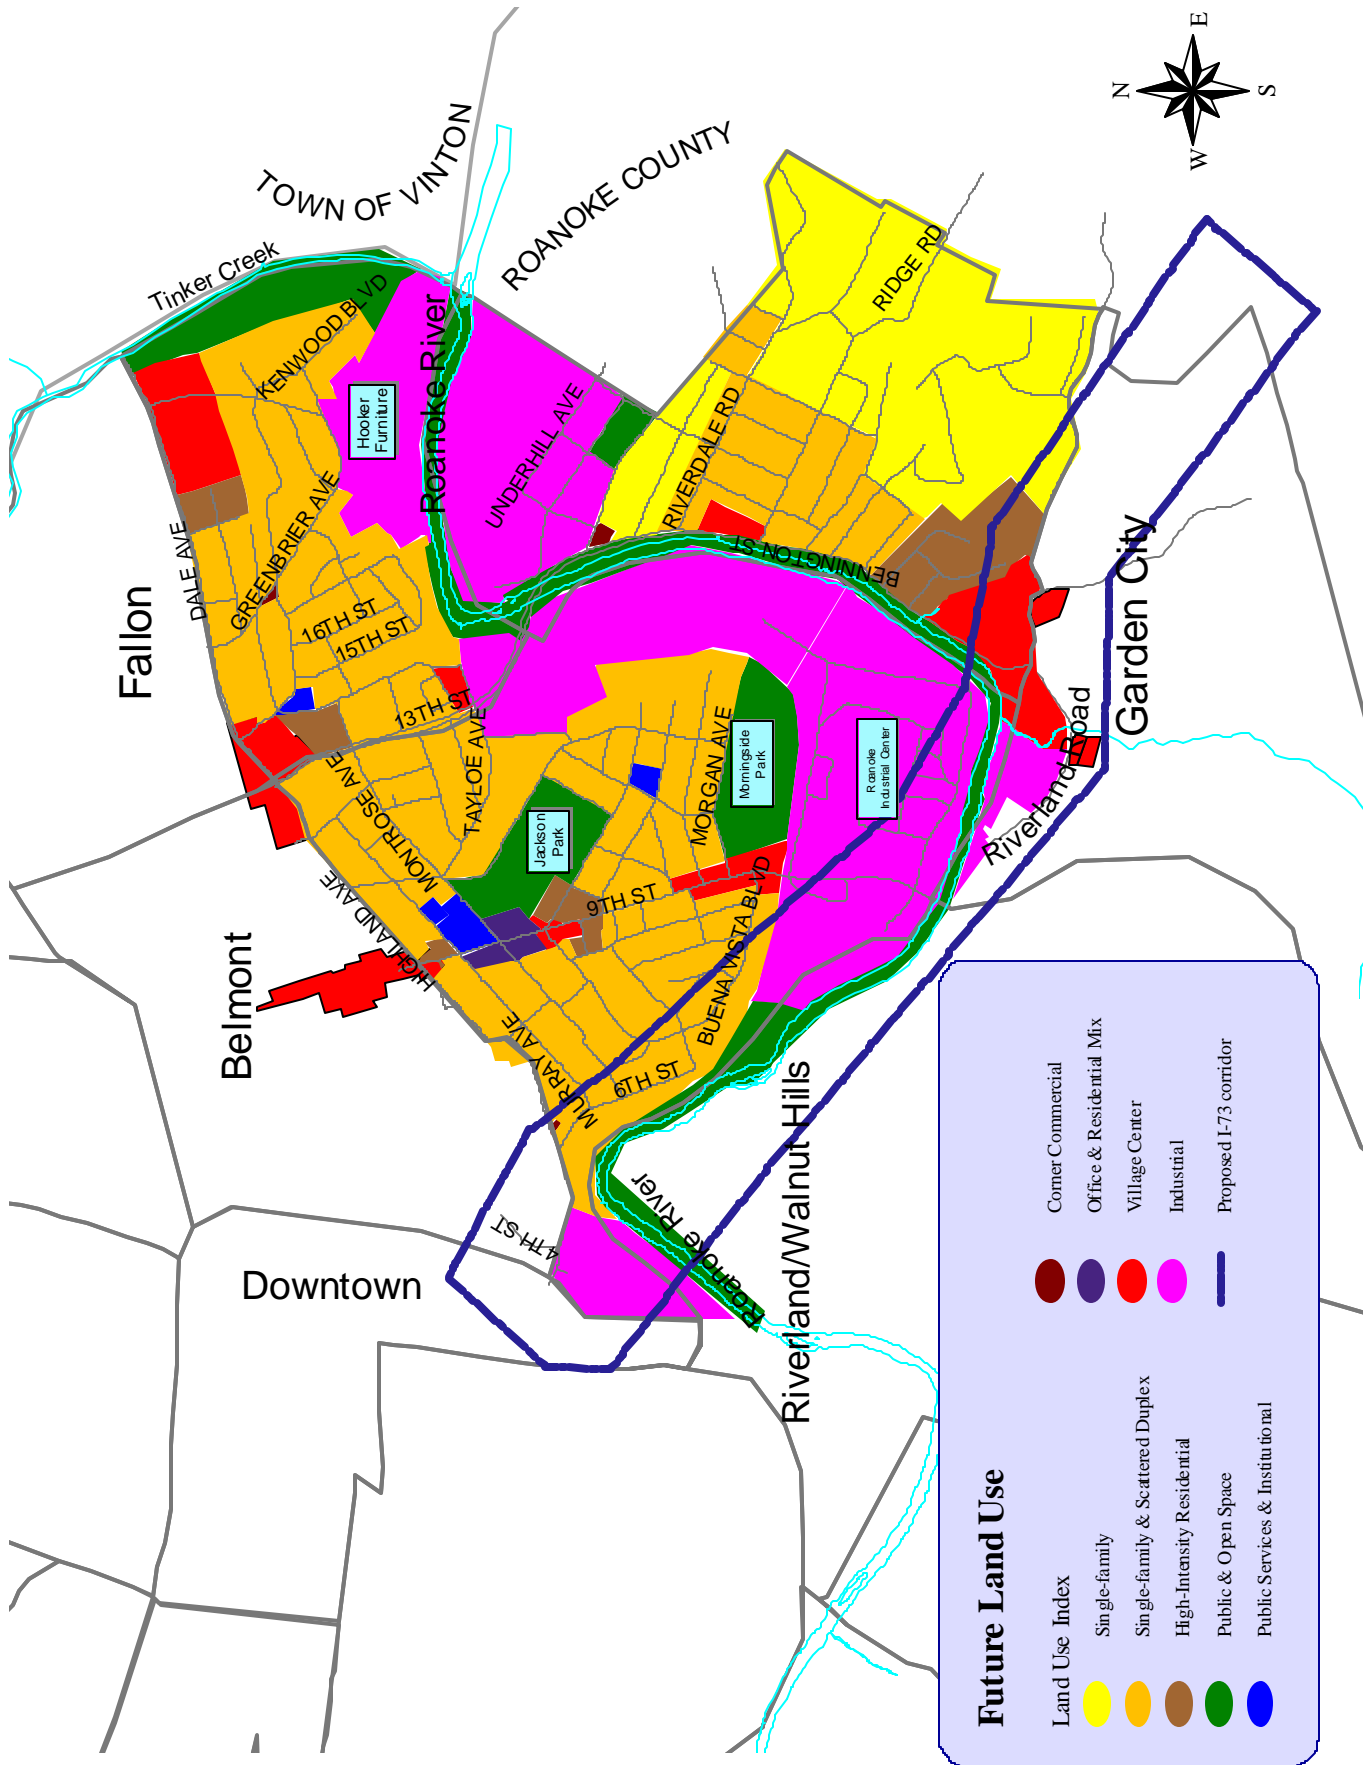 N
E
S
W
TOWN OF VINTON
ROANOKE COUNTY
Tinker Creek
KENWOOD BLVD
Hooker
Furniture
Roanoke River
UNDERHILL AVE
RIDGE RD
RIVERDALE RD
BENNINGTON ST
DALE AVE
GREENBRIER AVE
16TH ST
15TH ST
13TH ST
Fallon
TAYLOE AVE
MONTROSE AVE
HIGHLAND AVE
MORGAN AVE
Morningside
Park
Roanoke
Industrial Center
Jackson
Park
9TH ST
BUENA VISTA BLVD
Garden City
Riverland Road
Belmont
MURRAY AVE
6TH ST
4TH ST
Roanoke River
Downtown
Riverland/Walnut Hills
Future Land Use
Land Use Index
Single-family
Single-family & Scattered Duplex
High-Intensity Residential
Public & Open Space
Public Services & Institutional
Corner Commercial
Office & Residential Mix
Village Center
Industrial
Proposed I-73 corridor